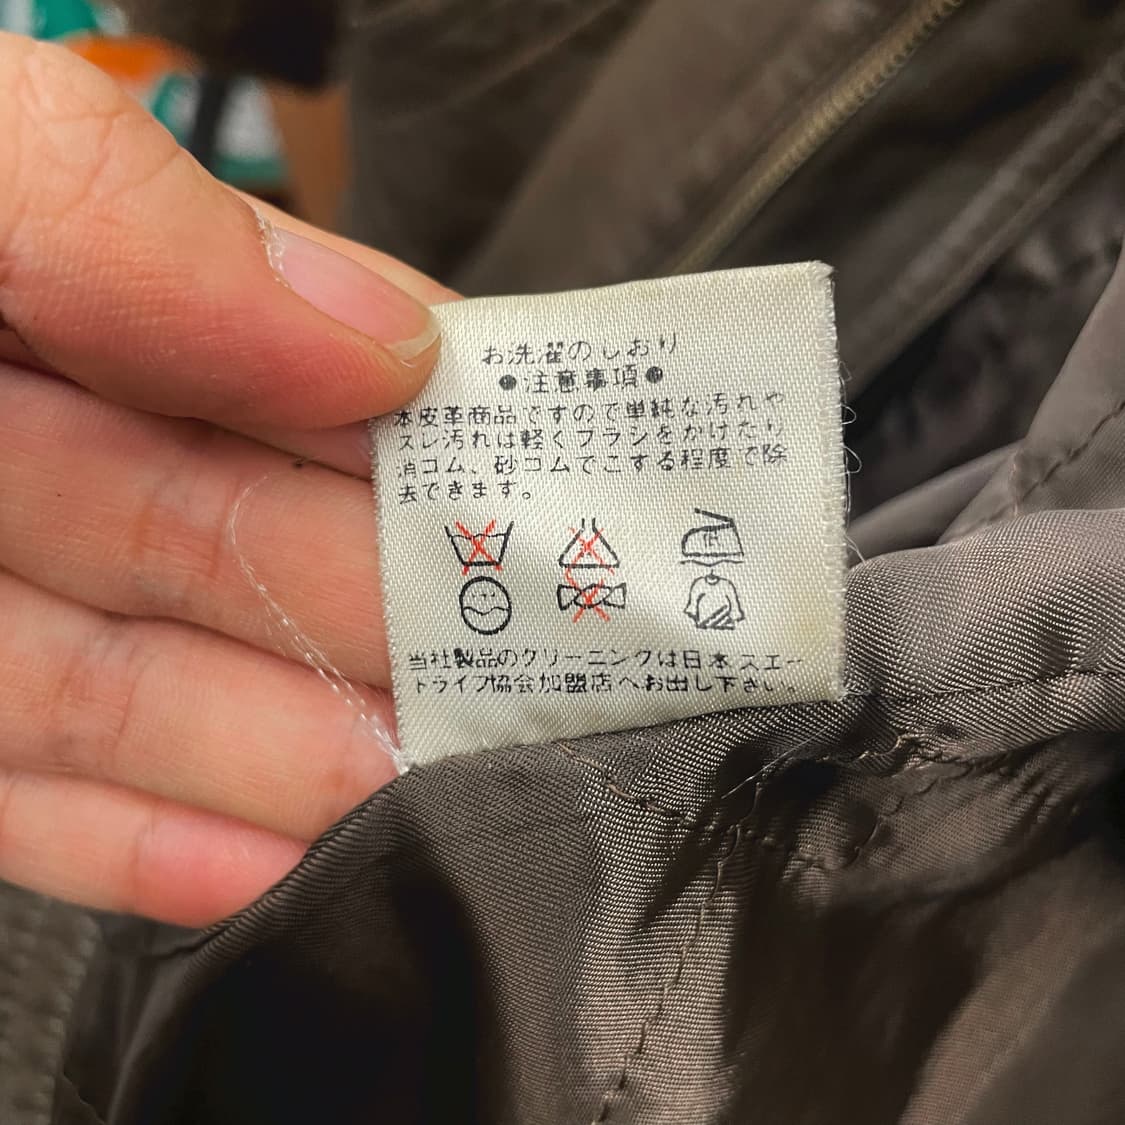 お洗濯のしおり
●注意事項●
本皮革商品ですので単純な汚れや
スレ汚れは軽くブラシをかけたり
消ゴム、砂ゴムでこする程度で除
去できます。
当社製品のクリーニングは日本スエー
ドライフ協会加盟店へお出し下さい。